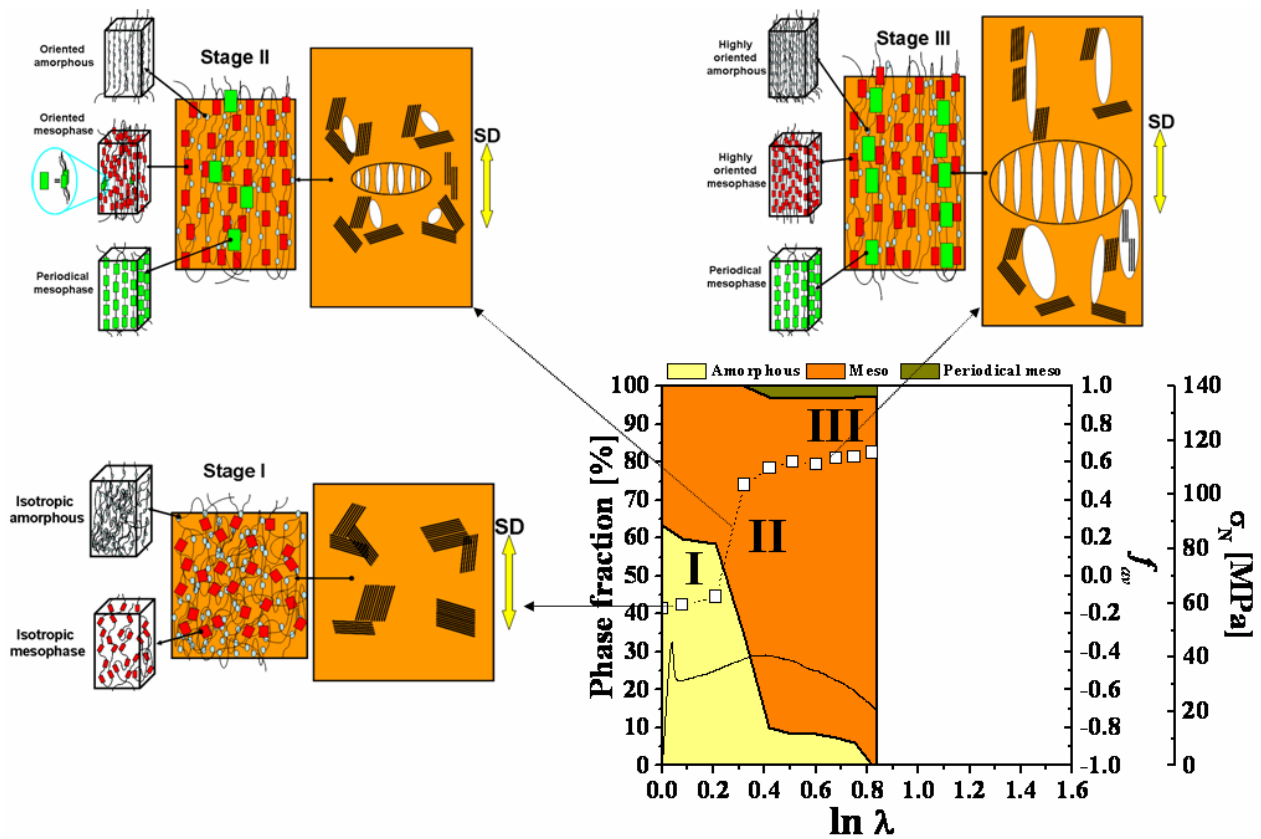 Oriented
amorphous
Stage II
Oriented
mesophase
SD
Periodical
mesophase
Highly
oriented
amorphous
Stage III
Highly
oriented
mesophase
SD
Periodical
mesophase
Stage I
Isotropic
amorphous
SD
Isotropic
mesophase
Amorphous Meso Periodical meso
Phase fraction [%]
100
90
80
70
60
50
40
30
20
10
0
I
II
III
0.0 0.2 0.4 0.6 0.8 1.0 1.2 1.4 1.6
ln λ
1.0
0.8
0.6
0.4
0.2
0.0
-0.2
-0.4
-0.6
-0.8
-1.0
f av
140
120
100
80
60
40
20
0
σN [MPa]